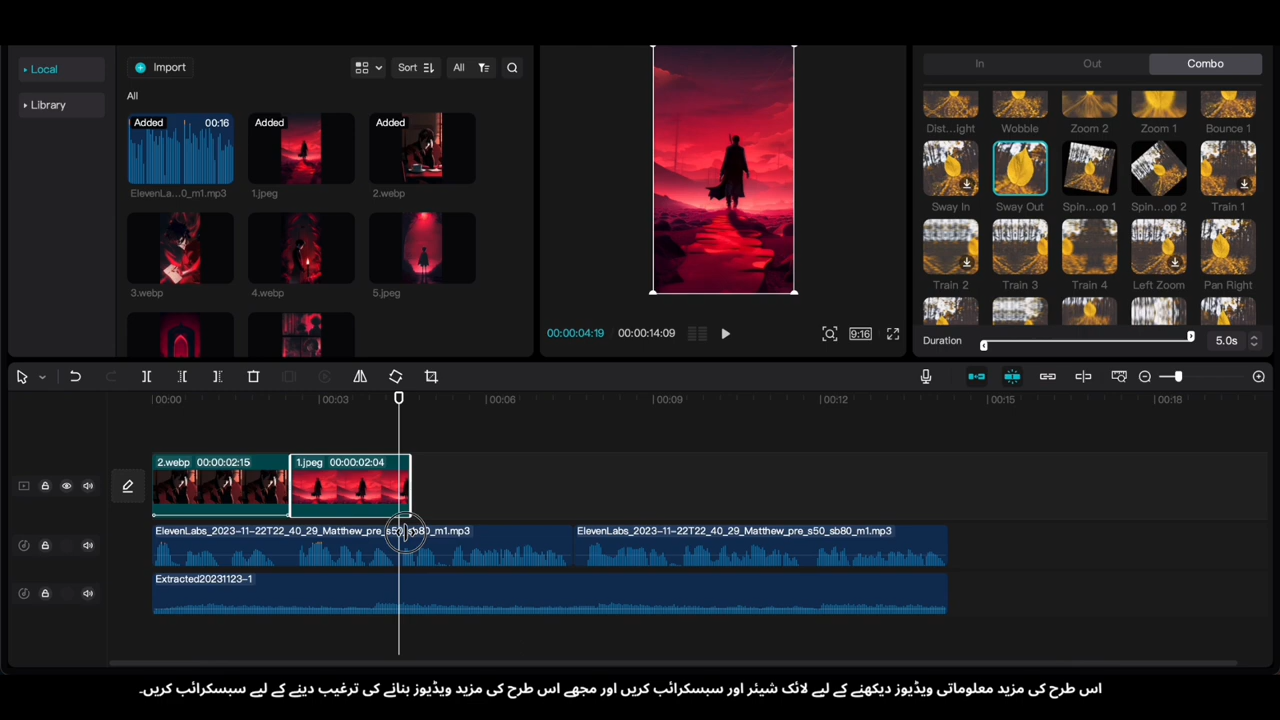 Local
Library
Import
Sort
All
All
Added
00:16
ElevenLa...0_m1.mp3
Added
1.jpeg
Added
2.webp
3.webp
4.webp
5.jpeg
00:00:04:19
00:00:14:09
9:16
In
Out
Combo
Dist...ight
Wobble
Zoom 2
Zoom 1
Bounce 1
Sway In
Sway Out
Spin...op 1
Spin...op 2
Train 1
Train 2
Train 3
Train 4
Left Zoom
Pan Right
Duration
5.0s
00:00
00:03
00:06
00:09
00:12
00:15
00:18
2.webp 00:00:02:15
1.jpeg 00:00:02:04
ElevenLabs_2023-11-22T22_40_29_Matthew_pre_s50_sb80_m1.mp3
ElevenLabs_2023-11-22T22_40_29_Matthew_pre_s50_sb80_m1.mp3
Extracted20231123-1
اس طرح کی مزید معلوماتی ویڈیوز دیکھنے کے لیے لائک شیئر اور سبسکرائب کریں اور مجھے اس طرح کی مزید ویڈیوز بنانے کی ترغیب دینے کے لیے سبسکرائب کریں۔